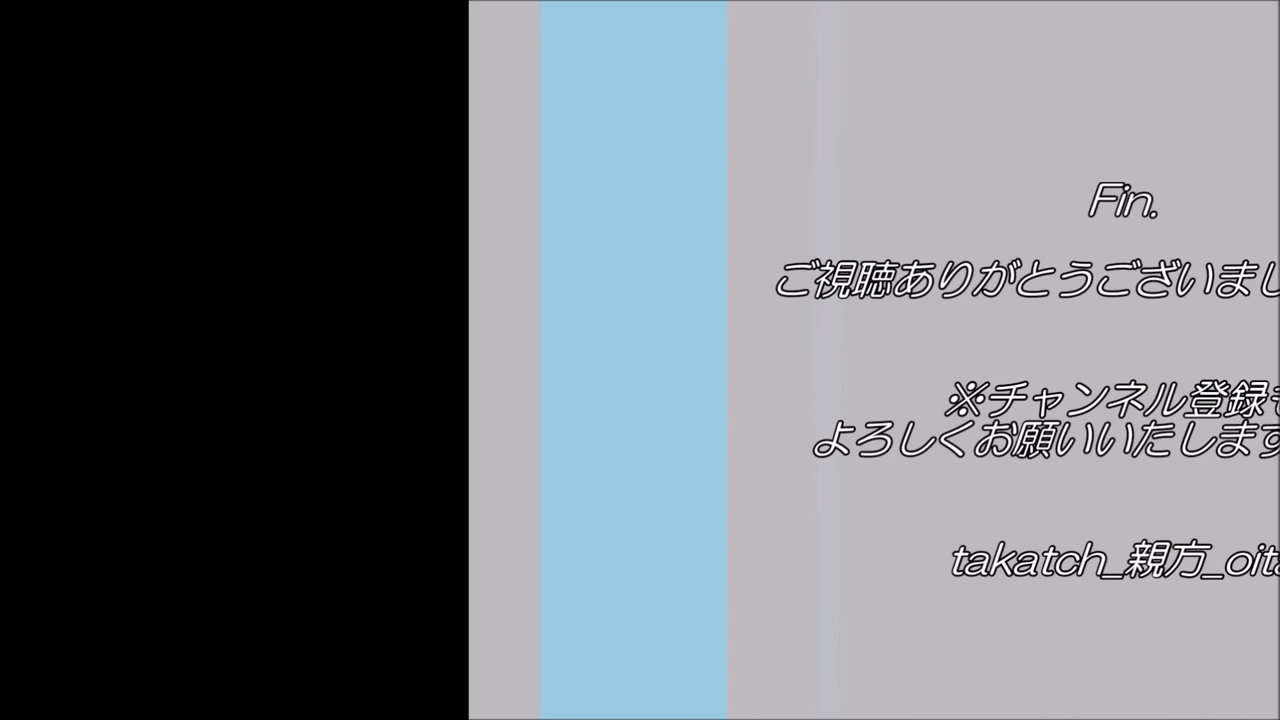 Fin.
ご視聴ありがとうございまし
※チャンネル登録も
よろしくお願いいたします
takatch_親方_oita